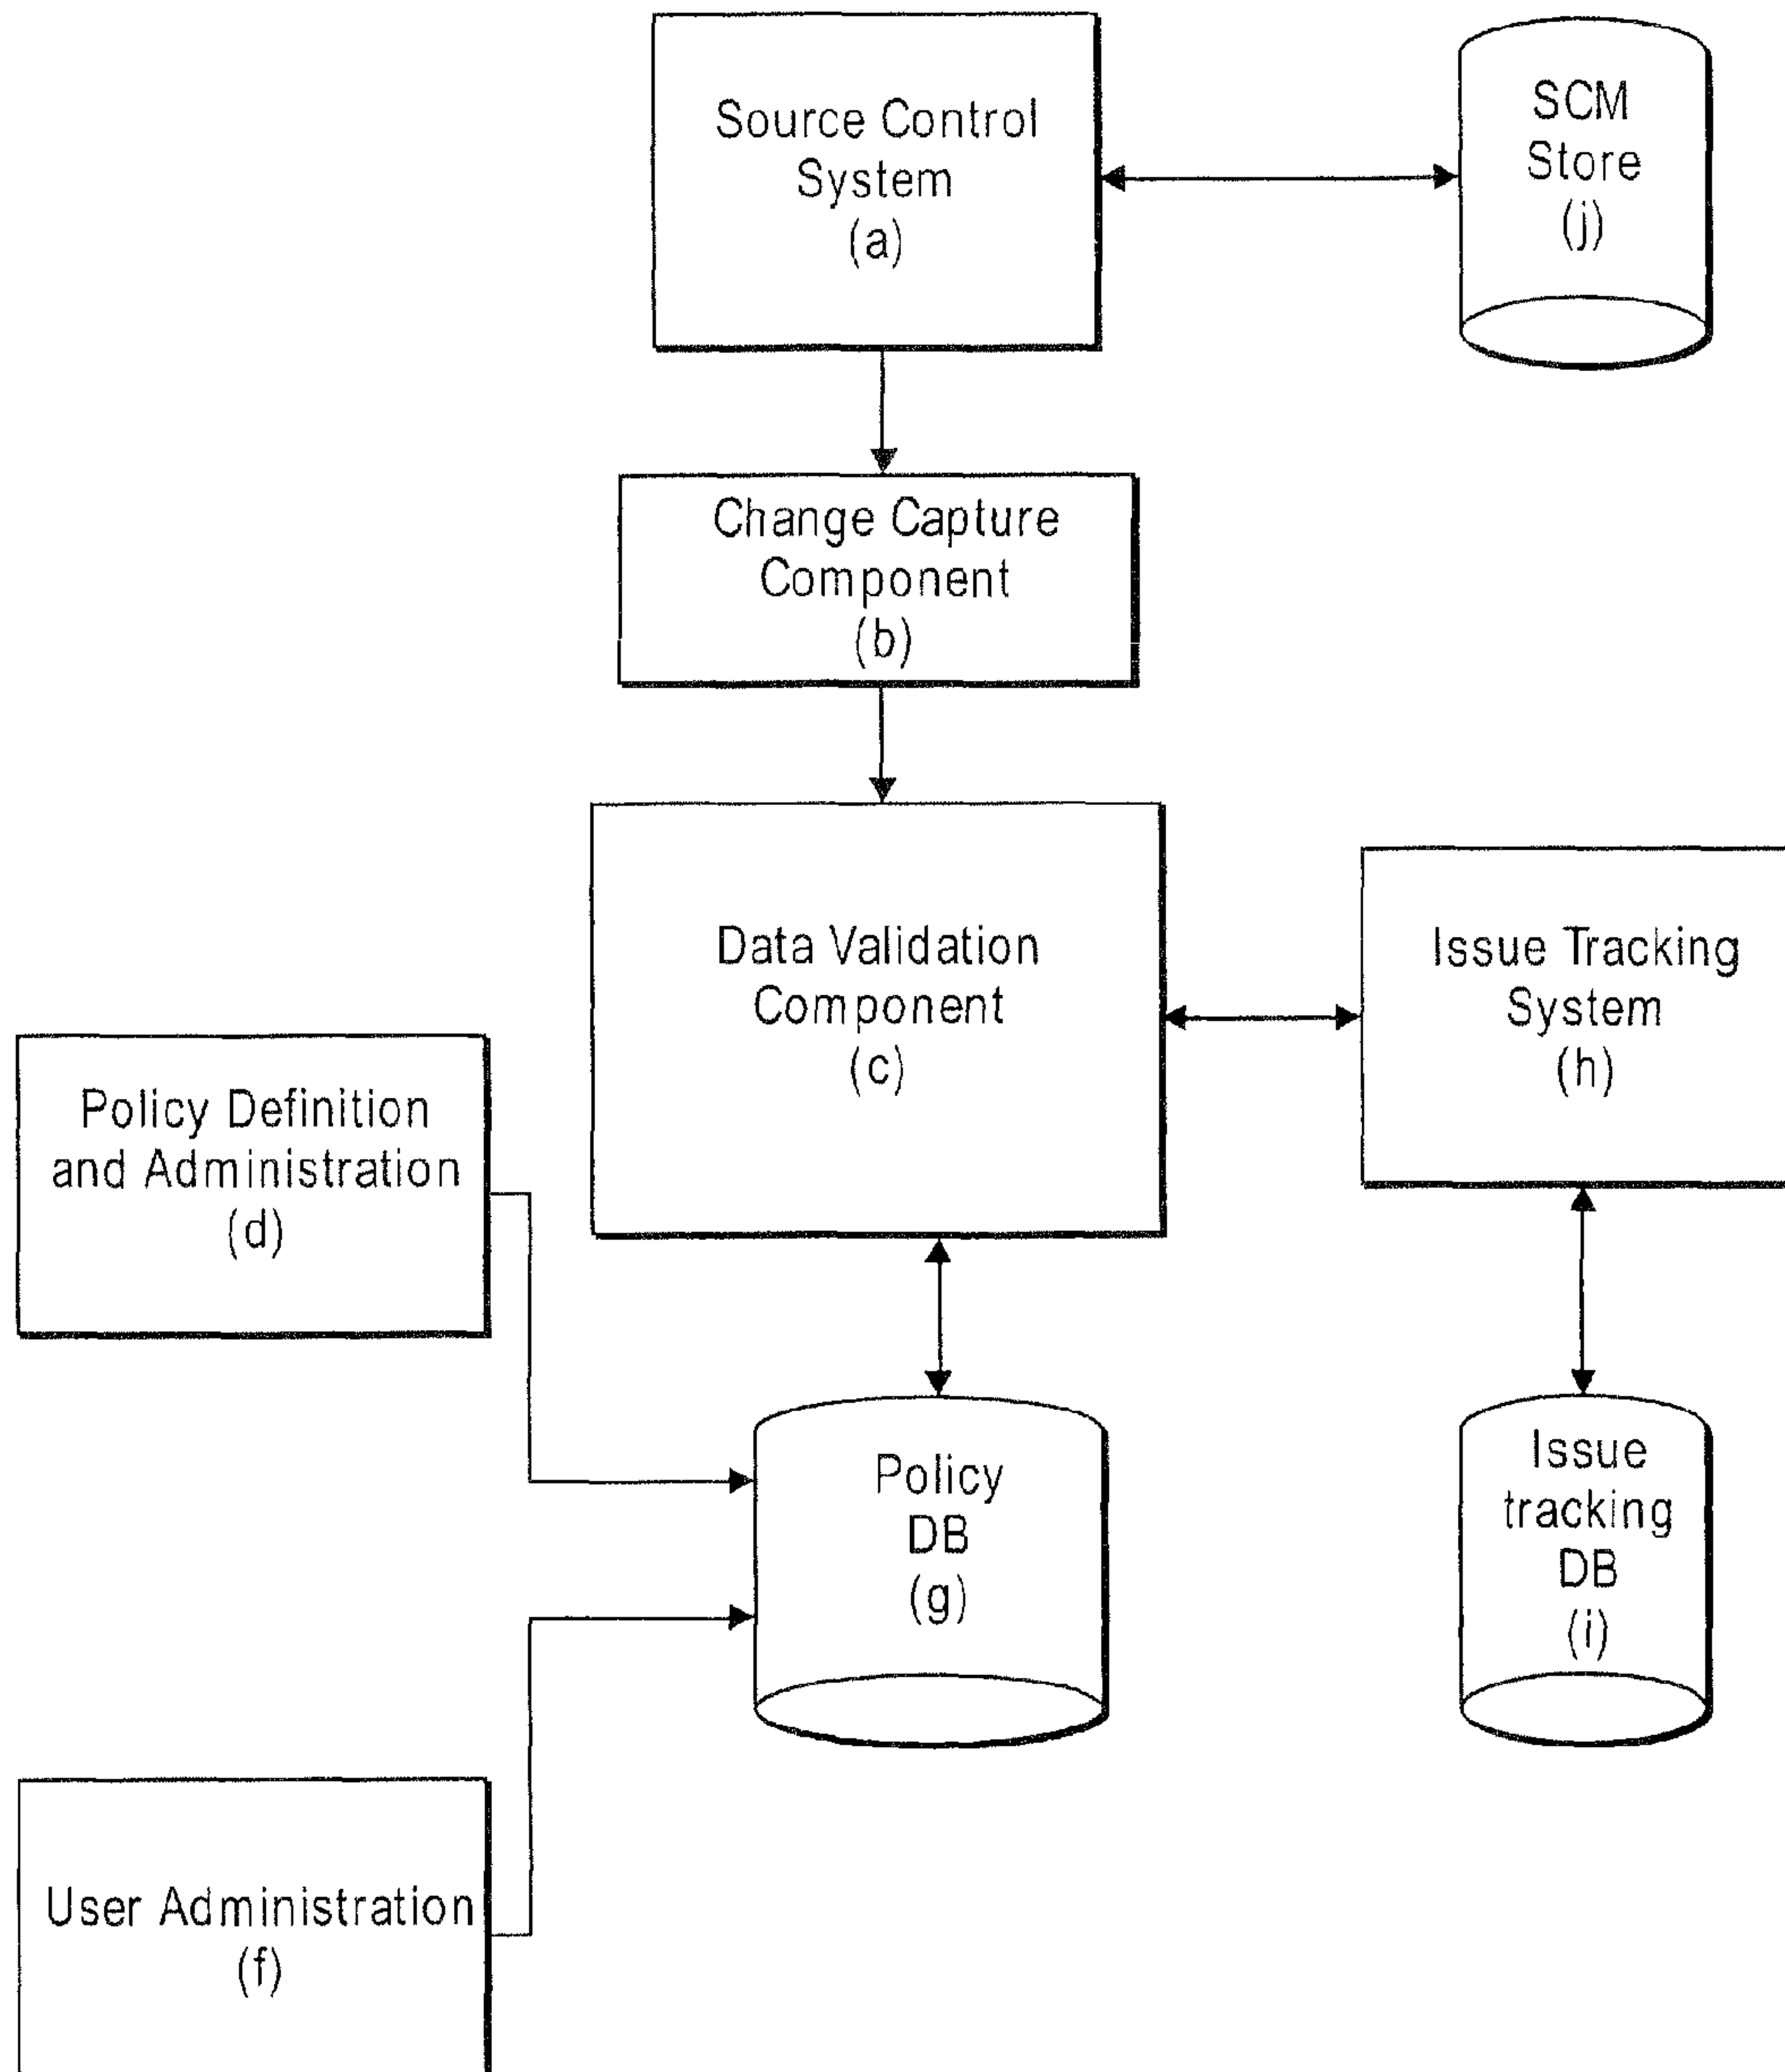 Source Control
System
(a)
SCM
Store
(j)
Change Capture
Component
(b)
Data Validation
Component
(c)
Issue Tracking
System
(h)
Policy Definition
and Administration
(d)
Policy
DB
(g)
Issue
tracking
DB
(i)
User Administration
(f)